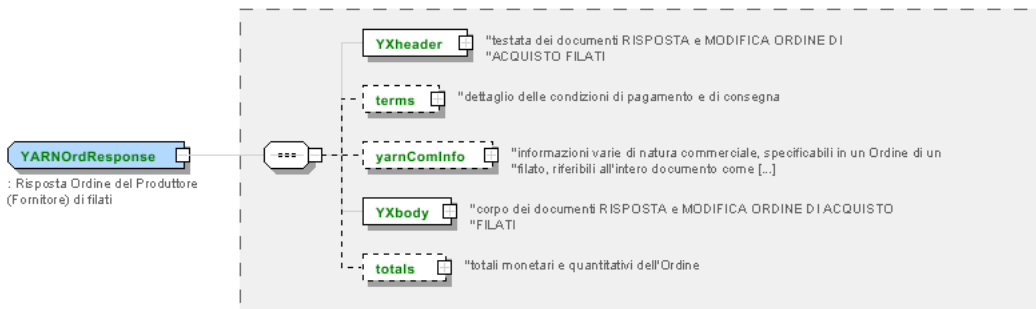 YXheader
"testata dei documenti RISPOSTA e MODIFICA ORDINE DI
"ACQUISTO FILATI
terms
"dettaglio delle condizioni di pagamento e di consegna
YARNOrdResponse
: Risposta Ordine del Produttore
(Fornitore) di filati
yarnComInfo
"informazioni varie di natura commerciale, specificabili in un Ordine di un
"filato, riferibili all'intero documento come [...]
YXbody
"corpo dei documenti RISPOSTA e MODIFICA ORDINE DI ACQUISTO
"FILATI
totals
"totali monetari e quantitativi dell'Ordine